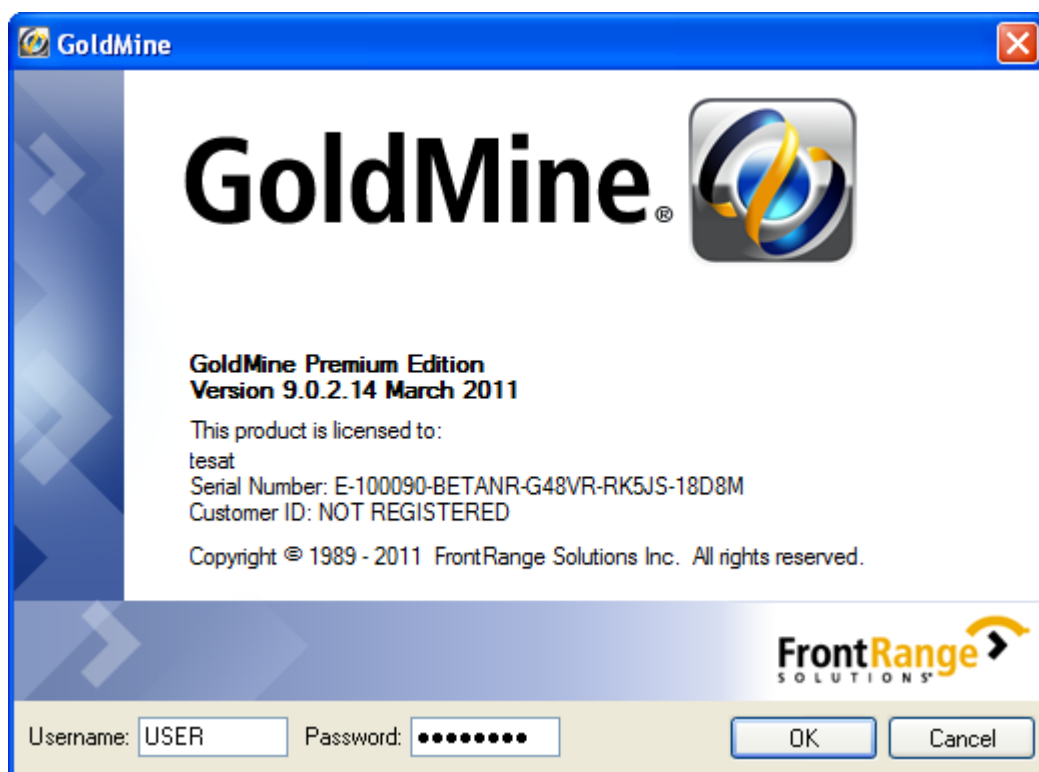 GoldMine
GoldMine®
GoldMine Premium Edition
Version 9.0.2.14 March 2011
This product is licensed to:
tesat
Serial Number: E-100090-BETANR-G48VR-RK5JS-18D8M
Customer ID: NOT REGISTERED
Copyright © 1989 - 2011 FrontRange Solutions Inc. All rights reserved.
FrontRange
SOLUTIONS®
Username: USER Password: ●●●●●●●● OK Cancel